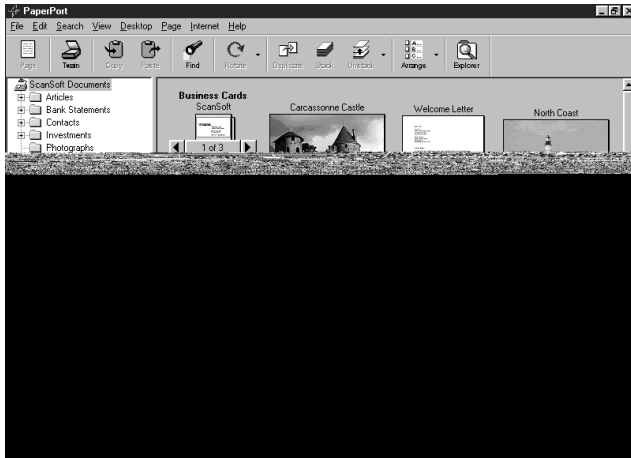 PaperPort
File Edit Search View Desktop Page Internet Help
Page Twain Copy Paste Find Rotate Duplicate Stack Unstack Arrange Explorer
ScanSoft Documents
Articles
Bank Statements
Contacts
Investments
Photographs
Business Cards
ScanSoft
1 of 3
Carcassonne Castle
Welcome Letter
North Coast